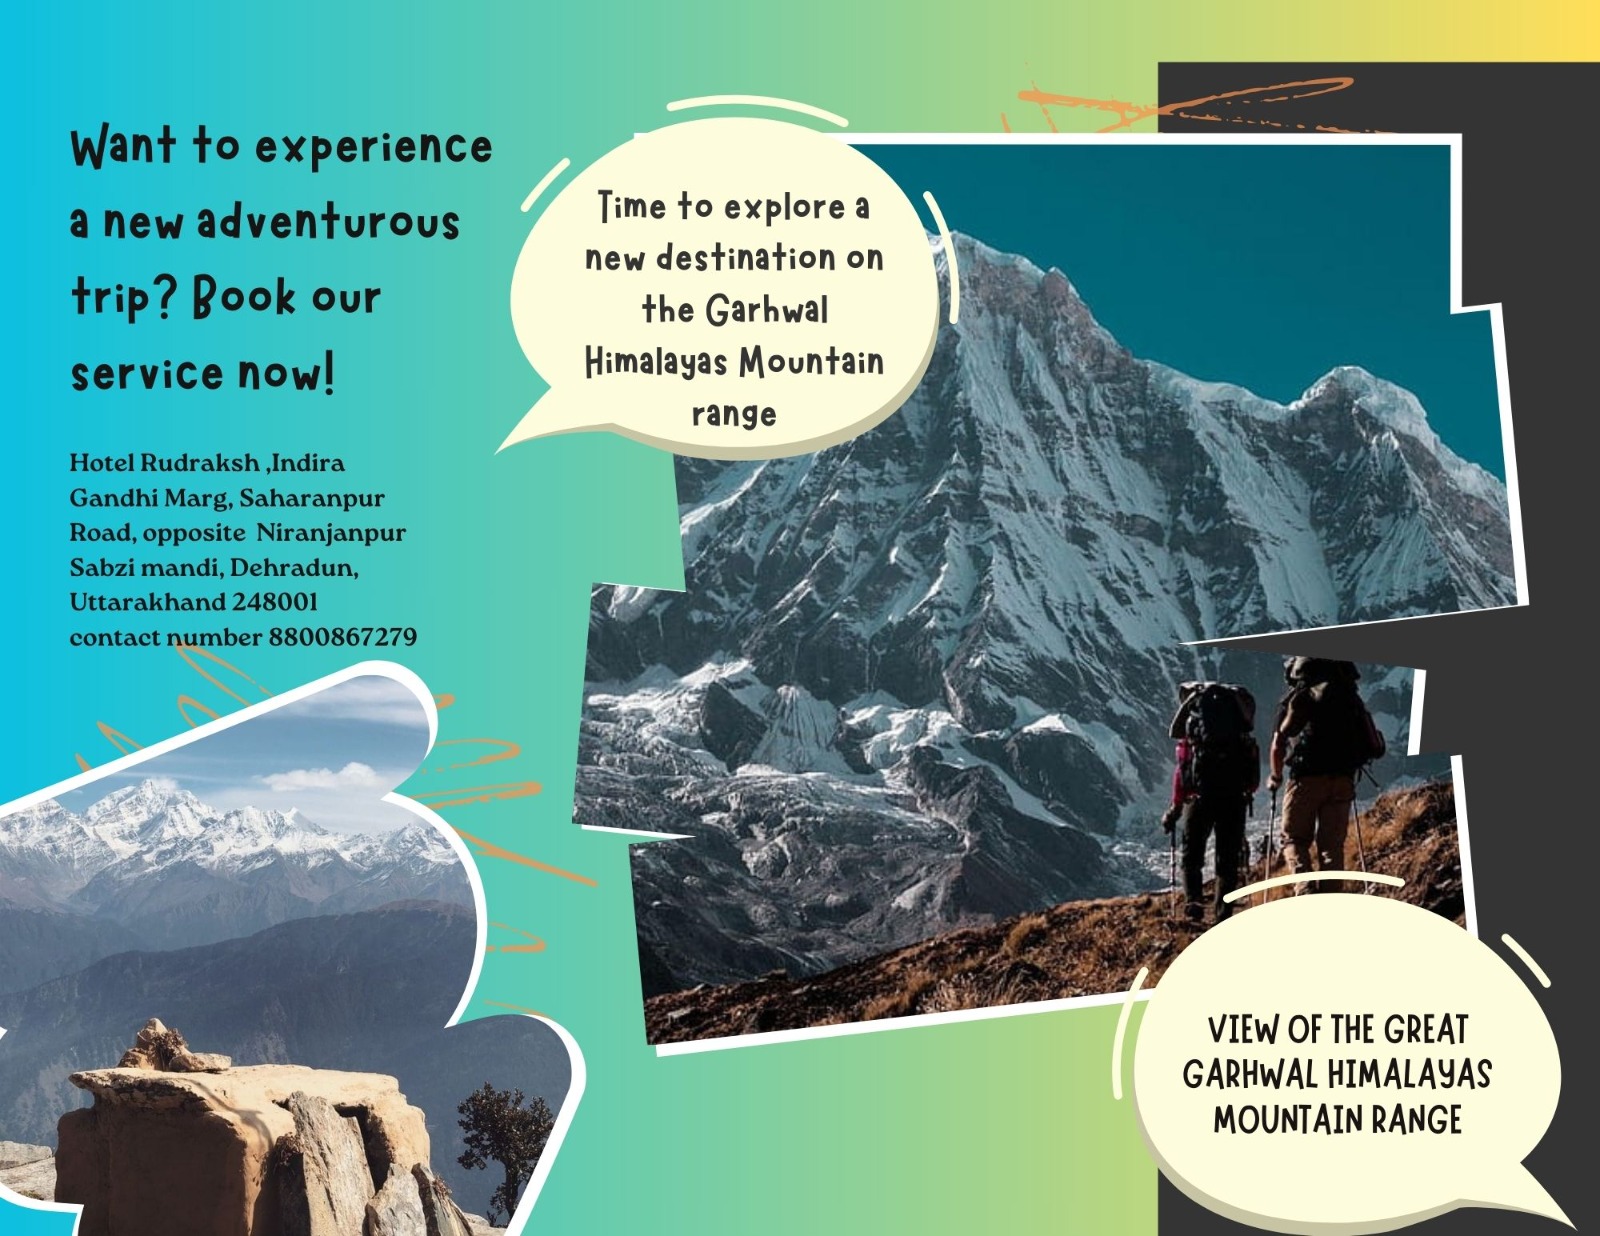 Want to experience
a new adventurous
trip? Book our
service now!
Hotel Rudraksh ,Indira
Gandhi Marg, Saharanpur
Road, opposite  Niranjanpur
Sabzi mandi, Dehradun,
Uttarakhand 248001
contact number 8800867279
Time to explore a
new destination on
the Garhwal
Himalayas Mountain
range
VIEW OF THE GREAT
GARHWAL HIMALAYAS
MOUNTAIN RANGE